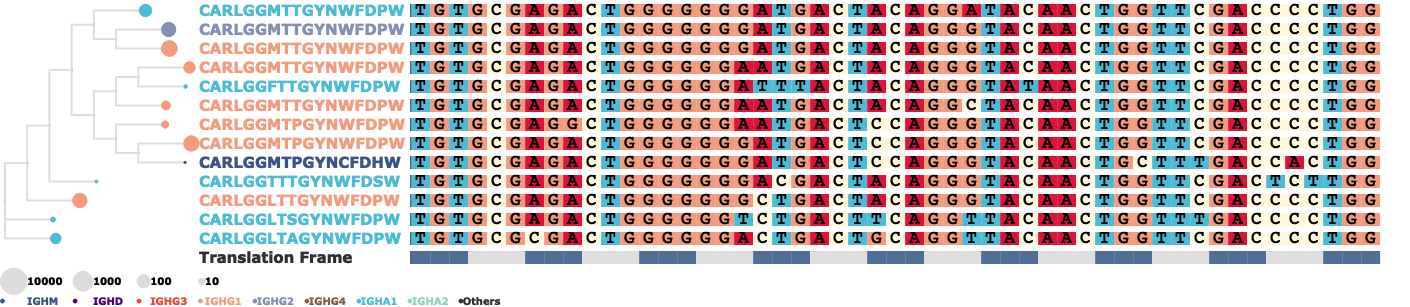 CARLGGMTTGYNWFDPW T G T G C G A G A C T G G G G G G G A T G A C T A C A G G A T A C A A C T G G T T C G A C C C C T G G
CARLGGMTTGYNWFDPW T G T G C G A G A C T G G G G G G G A T G A C T A C A G G G T A C A A C T G G T T C G A C C C C T G G
CARLGGMTTGYNWFDPW T G T G C G A G A C T G G G G G G G A T G A C T A C A G G G T A C A A C T G G T T C G A C C C C T G G
CARLGGMTTGYNWFDPW T G T G C G A G A C T G G G G G G A A T G A C T A C A G G G T A C A A C T G G T T C G A C C C C T G G
CARLGGFTTGYNWFDPW T G T G C G A G A C T G G G G G G A T T T A C T A C A G G G T A T A A C T G G T T C G A C C C C T G G
CARLGGMTTGYNWFDPW T G T G C G A G A C T G G G G G G A A T G A C T A C A G G C T A C A A C T G G T T C G A C C C C T G G
CARLGGMTPGYNWFDPW T G T G C G A G G C T G G G G G G A A T G A C T C C A G G G T A C A A C T G G T T C G A C C C C T G G
CARLGGMTPGYNWFDPW T G T G C G A G A C T G G G G G G G A T G A C T C C A G G G T A C A A C T G G T T C G A C C C C T G G
CARLGGMTPGYNCFDHW T G T G C G A G A C T G G G G G G G A T G A C T C C A G G G T A C A A C T G C T T T G A C C A C T G G
CARLGGTTTGYNWFDSW T G T G C G A G A C T G G G G G G G A C G A C T A C A G G G T A C A A C T G G T T C G A C T C T T G G
CARLGGLTTGYNWFDPW T G T G C G A G A C T G G G G G G G C T G A C T A C A G G G T A C A A C T G G T T C G A C C C C T G G
CARLGGLTSGYNWFDPW T G T G C G A G A C T G G G G G G T C T G A C T T C A G G T T A C A A C T G G T T T G A C C C C T G G
CARLGGLTAGYNWFDPW T G T G C G C G A C T G G G G G G A C T G A C T G C A G G T T A C A A C T G G T T C G A C C C C T G G
Translation Frame
10000 1000 100 10
IGHM IGHD IGHG3 IGHG1 IGHG2 IGHG4 IGHA1 IGHA2 Others